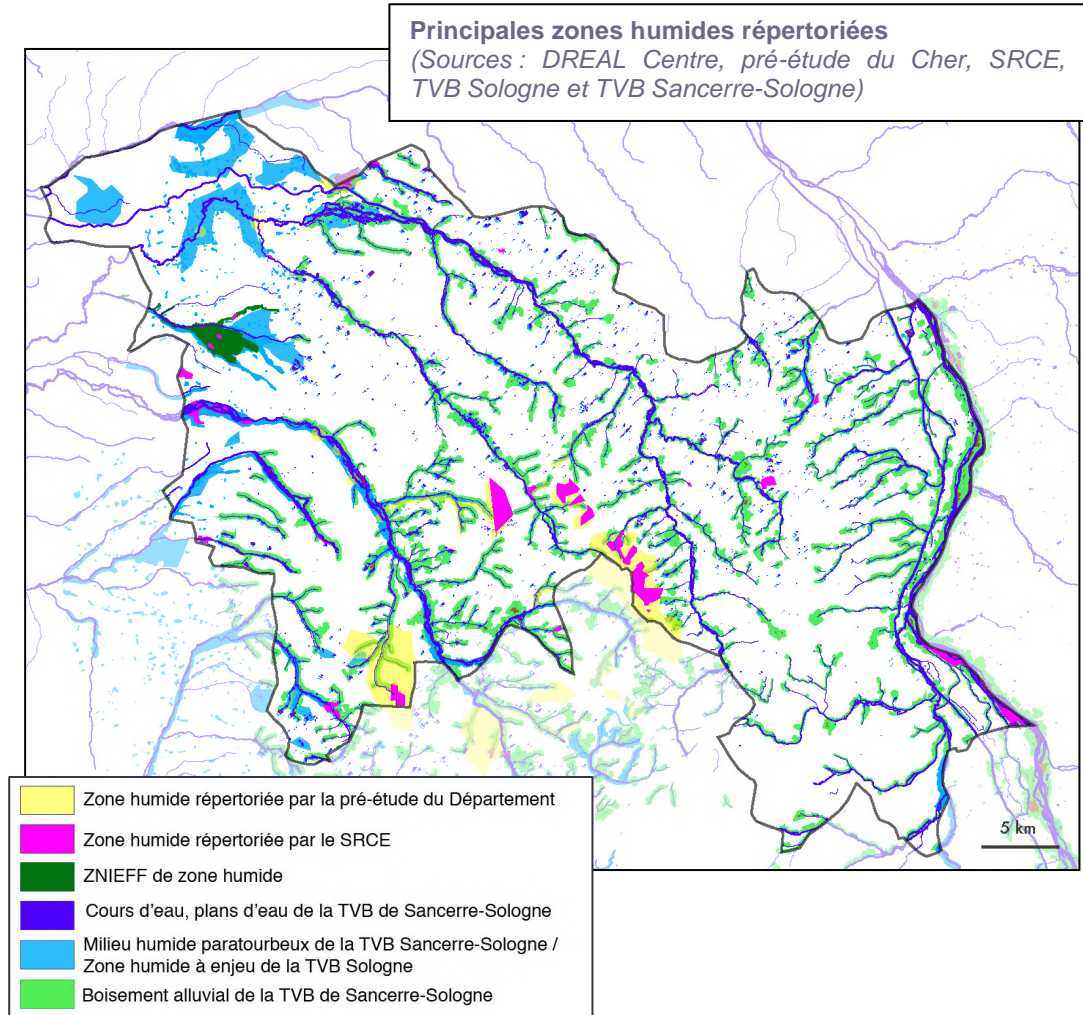 Principales zones humides répertoriées
(Sources : DREAL Centre, pré-étude du Cher, SRCE,
TVB Sologne et TVB Sancerre-Sologne)
5 km
Zone humide répertoriée par la pré-étude du Département
Zone humide répertoriée par le SRCE
ZNIEFF de zone humide
Cours d'eau, plans d'eau de la TVB de Sancerre-Sologne
Milieu humide paratourbeux de la TVB Sancerre-Sologne /
Zone humide à enjeu de la TVB Sologne
Boisement alluvial de la TVB de Sancerre-Sologne